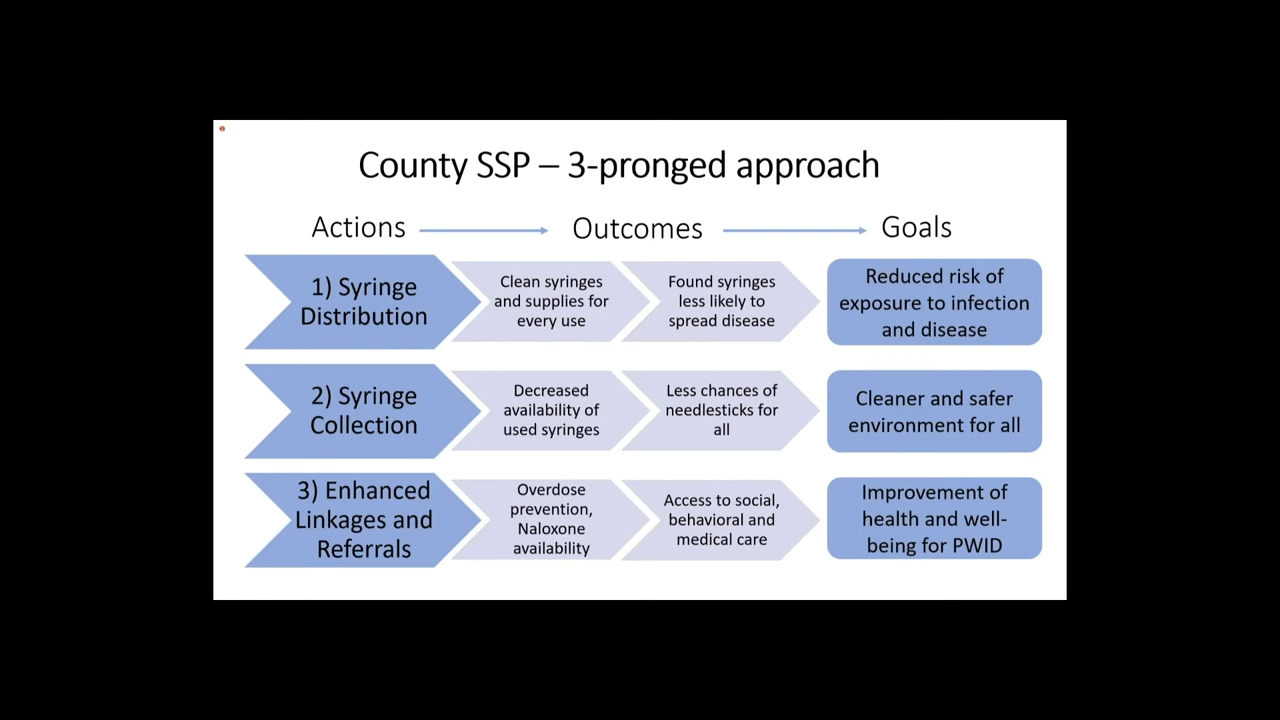 County SSP – 3-pronged approach
Actions
Outcomes
Goals
1) Syringe
Distribution
Clean syringes
and supplies for
every use
Found syringes
less likely to
spread disease
Reduced risk of
exposure to infection
and disease
2) Syringe
Collection
Decreased
availability of
used syringes
Less chances of
needlesticks for
all
Cleaner and safer
environment for all
3) Enhanced
Linkages and
Referrals
Overdose
prevention,
Naloxone
availability
Access to social,
behavioral and
medical care
Improvement of
health and well-
being for PWID